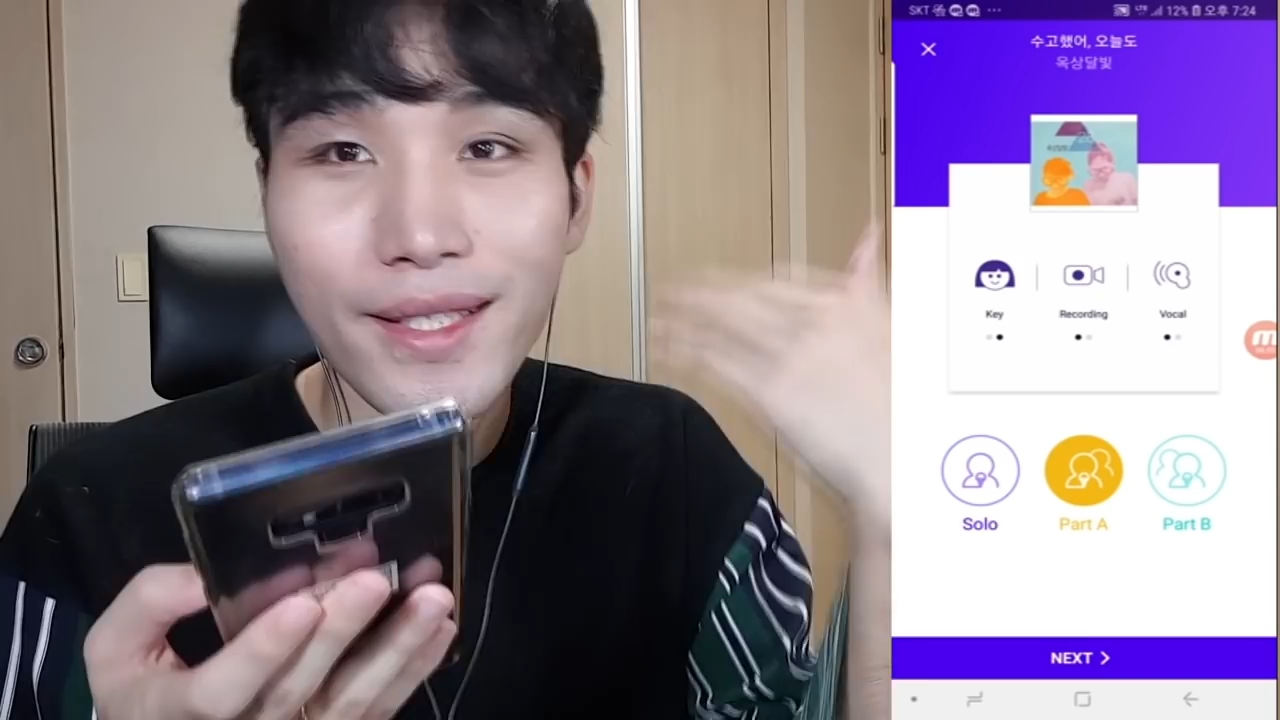 SKT
LTE 12% 오후 7:24
수고했어, 오늘도
옥상달빛
Key
Recording
Vocal
Solo
Part A
Part B
NEXT